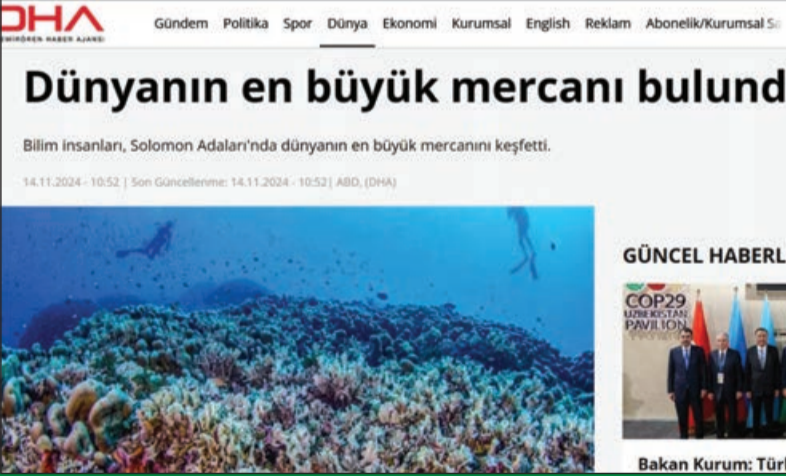 DHA
DEMİRÖREN HABER AJANSI
Gündem Politika Spor Dünya Ekonomi Kurumsal English Reklam Abonelik/Kurumsal
Dünyanın en büyük mercanı bulund
Bilim insanları, Solomon Adaları'nda dünyanın en büyük mercanını keşfetti.
14.11.2024 - 10:52 | Son Güncellenme: 14.11.2024 - 10:52| ABD, (DHA)
GÜNCEL HABERL
COP29
UZBEKISTAN
PAVILION
Bakan Kurum: Tür